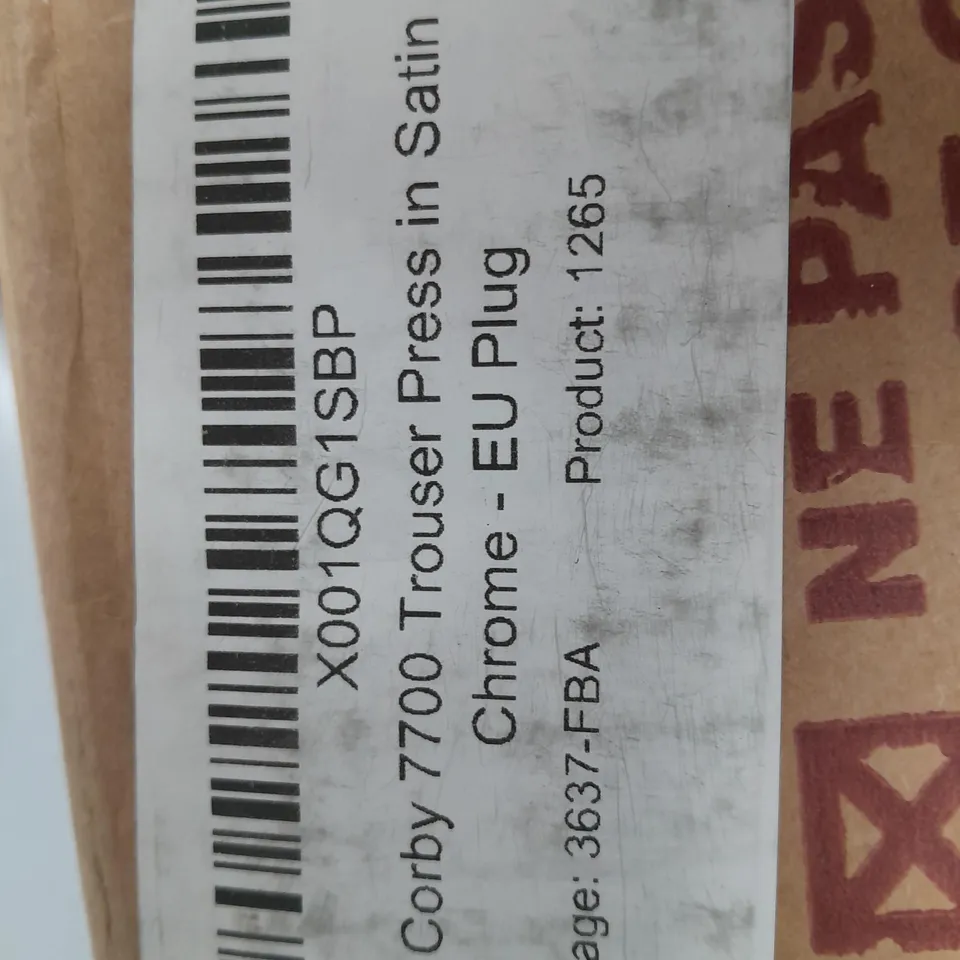 X001QG1SBP
Corby 7700 Trouser Press in Satin
Chrome - EU Plug
age: 3637-FBA Product: 1265
NE PAS